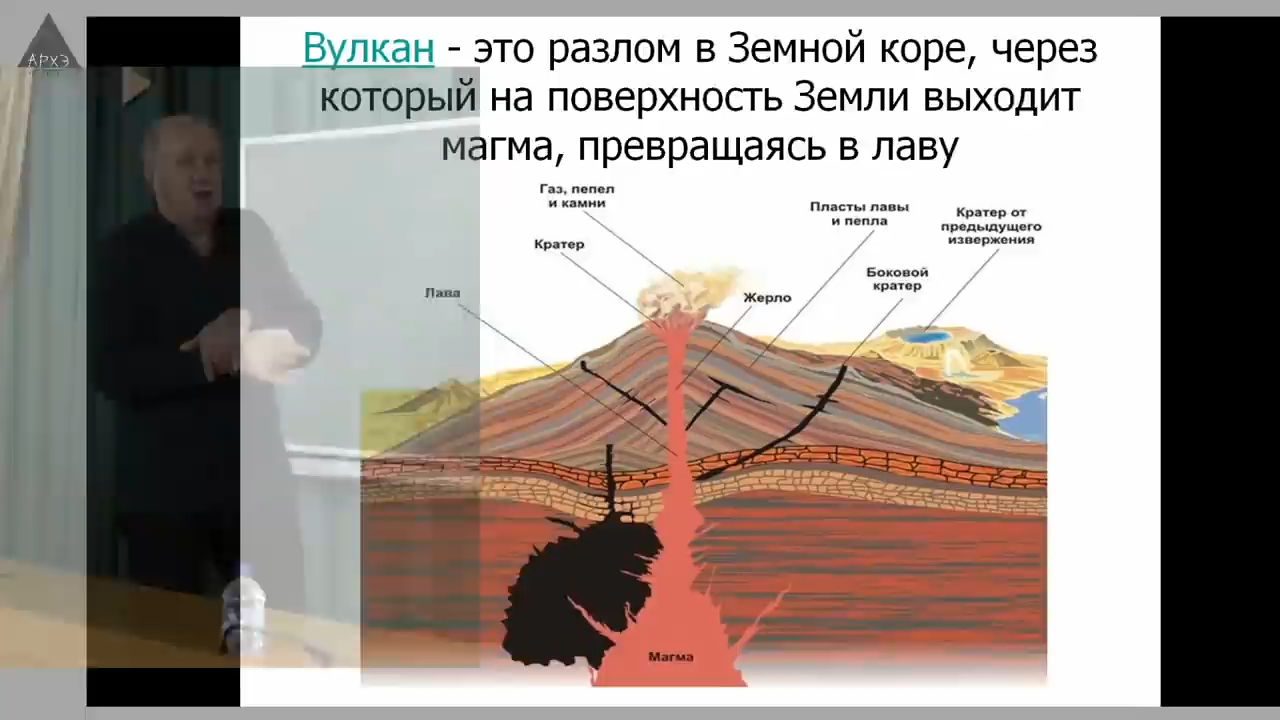 АРХЭ
Вулкан - это разлом в Земной коре, через
который на поверхность Земли выходит
магма, превращаясь в лаву
Газ, пепел
и камни
Пласты лавы
и пепла
Кратер от
предыдущего
извержения
Кратер
Боковой
кратер
Лава
Жерло
Магма